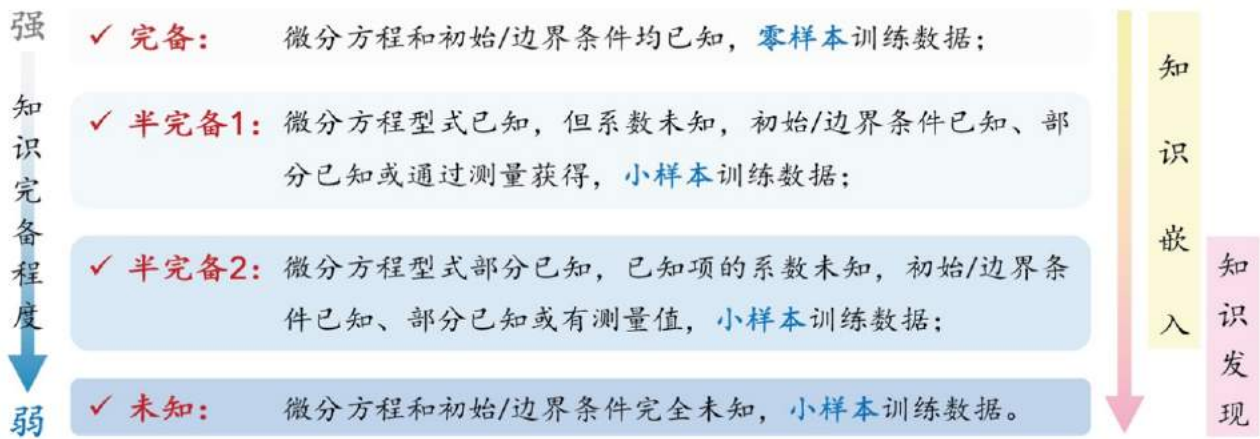 强
知识完备程度
弱
✓ 完备: 微分方程和初始/边界条件均已知，零样本训练数据；
✓ 半完备1: 微分方程型式已知，但系数未知，初始/边界条件已知、部
分已知或通过测量获得，小样本训练数据；
✓ 半完备2: 微分方程型式部分已知，已知项的系数未知，初始/边界条
件已知、部分已知或有测量值，小样本训练数据；
✓ 未知: 微分方程和初始/边界条件完全未知，小样本训练数据。
知识嵌入
知识发现